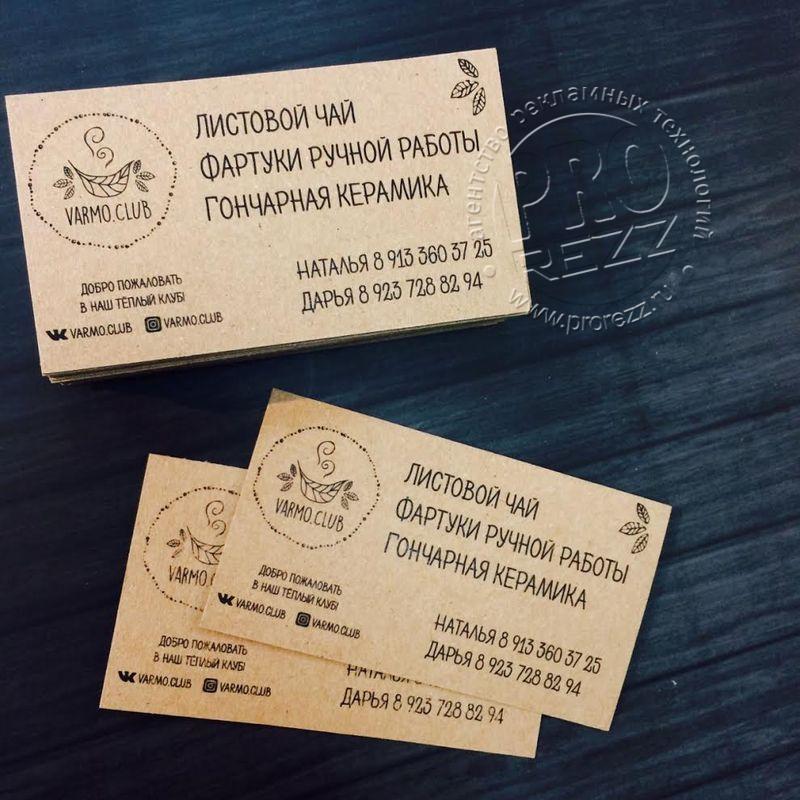 ЛИСТОВОЙ ЧАЙ
ФАРТУКИ РУЧНОЙ РАБОТЫ
ГОНЧАРНАЯ КЕРАМИКА
VARMO.CLUB
НАТАЛЬЯ 8 913 360 37 25
ДАРЬЯ 8 923 728 82 94
ДОБРО ПОЖАЛОВАТЬ
В НАШ ТЁПЛЫЙ КЛУБ!
VARMO.CLUB VARMO.CLUB
агентство рекламных технологий
PRO
REZZ
www.prorezz.ru
ЛИСТОВОЙ ЧАЙ
ФАРТУКИ РУЧНОЙ РАБОТЫ
ГОНЧАРНАЯ КЕРАМИКА
VARMO.CLUB
ДОБРО ПОЖАЛОВАТЬ
В НАШ ТЁПЛЫЙ КЛУБ!
VARMO.CLUB VARMO.CLUB
НАТАЛЬЯ 8 913 360 37 25
ДАРЬЯ 8 923 728 82 94
VARMO.CLUB
ДОБРО ПОЖАЛОВАТЬ
В НАШ ТЁПЛЫЙ КЛУБ!
VARMO.CLUB VARMO.CLUB
НАТАЛЬЯ 8
ДАРЬЯ 8 923 728 82 94